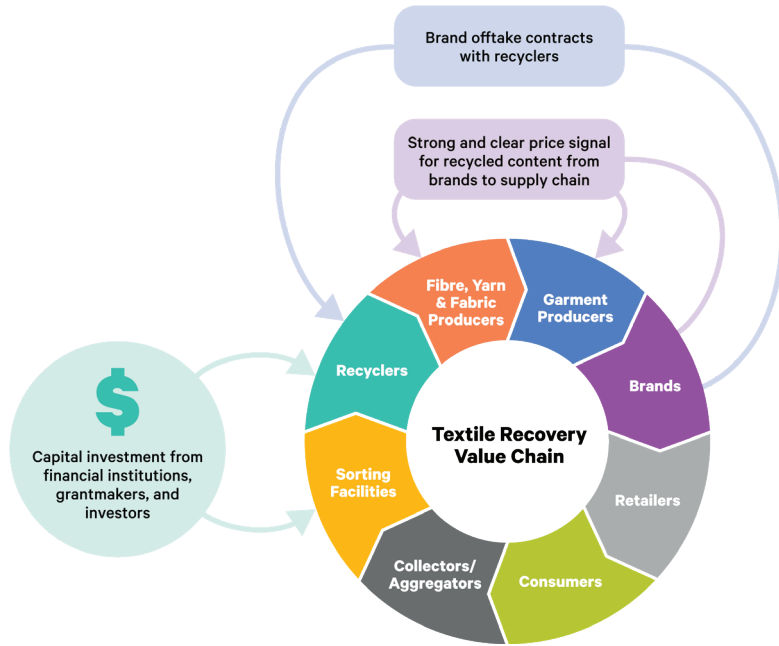 Brand offtake contracts
with recyclers
Strong and clear price signal
for recycled content from
brands to supply chain
Fibre, Yarn
& Fabric
Producers
Garment
Producers
Recyclers
Brands
$
Capital investment from
financial institutions,
grantmakers, and
investors
Textile Recovery
Value Chain
Sorting
Facilities
Retailers
Collectors/
Aggregators
Consumers